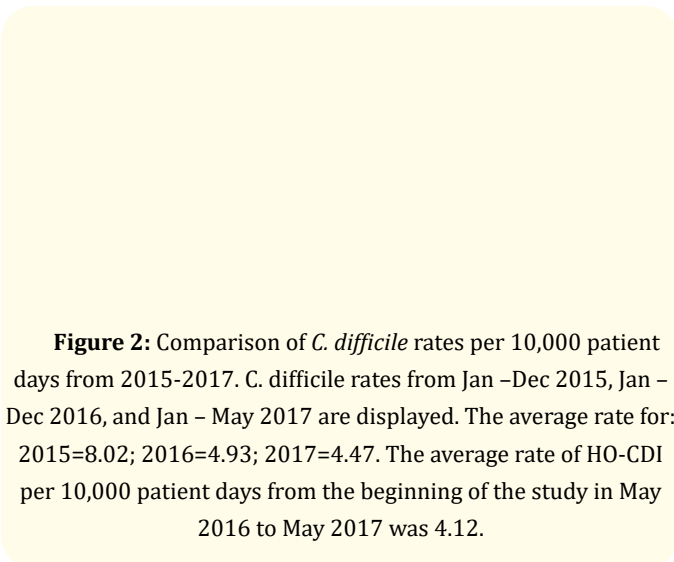 Figure 2: Comparison of C. difficile rates per 10,000 patient
days from 2015-2017. C. difficile rates from Jan –Dec 2015, Jan –
Dec 2016, and Jan – May 2017 are displayed. The average rate for:
2015=8.02; 2016=4.93; 2017=4.47. The average rate of HO-CDI
per 10,000 patient days from the beginning of the study in May
2016 to May 2017 was 4.12.